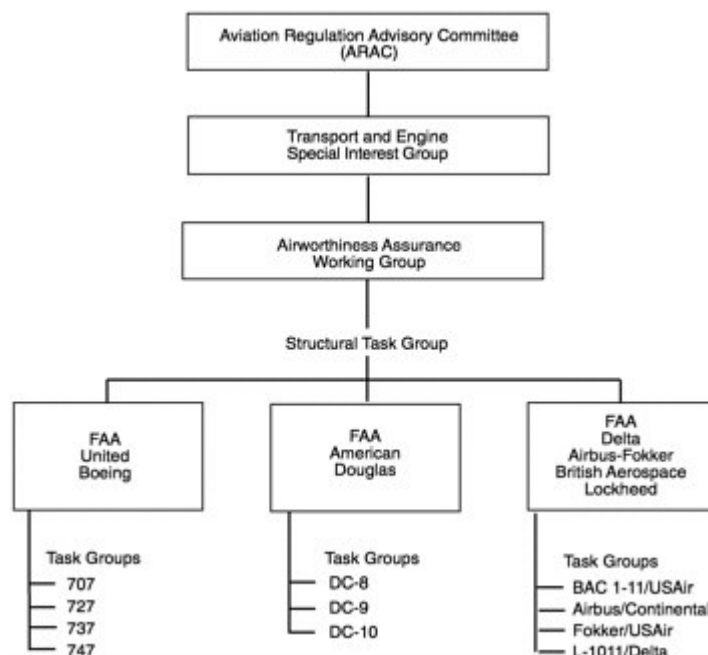 Aviation Regulation Advisory Committee
(ARAC)
Transport and Engine
Special Interest Group
Airworthiness Assurance
Working Group
Structural Task Group
FAA
United
Boeing
FAA
American
Douglas
FAA
Delta
Airbus-Fokker
British Aerospace
Lockheed
Task Groups
707
727
737
747
Task Groups
DC-8
DC-9
DC-10
Task Groups
BAC 1-11/USAir
Airbus/Continental
Fokker/USAir
L-1011/Delta